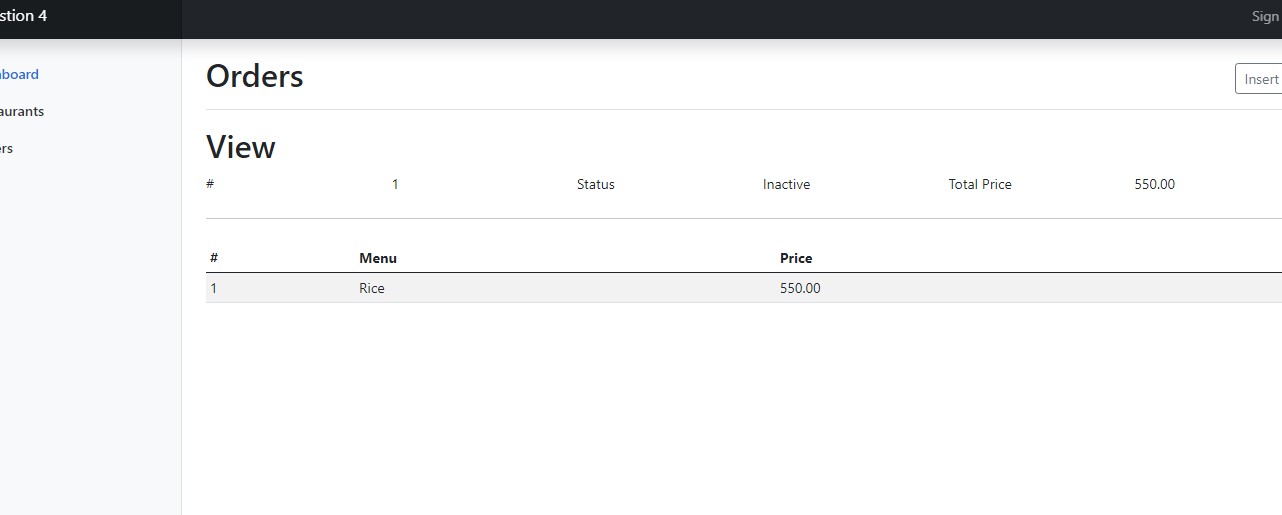 stion 4 Sign
board
Orders Insert
aurants
View
ers
# 1 Status Inactive Total Price 550.00
# Menu Price
1 Rice 550.00